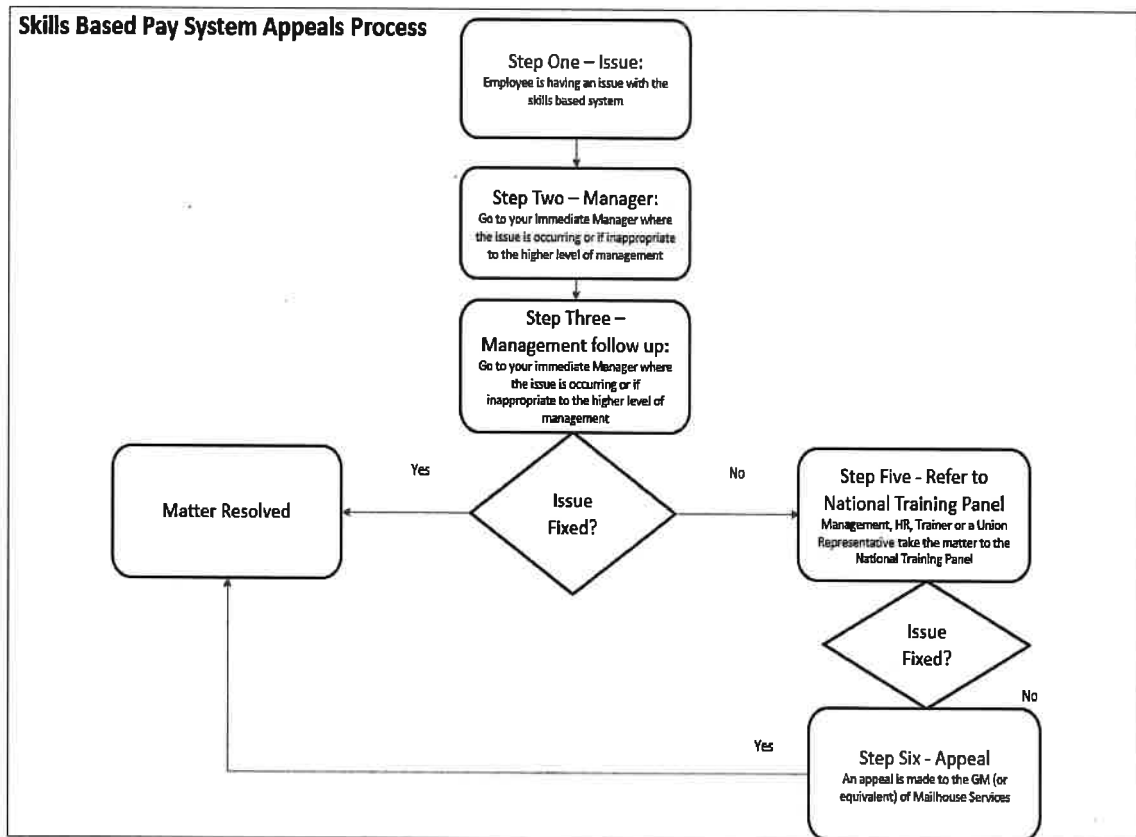 Skills Based Pay System Appeals Process
Step One – Issue:
Employee is having an issue with the
skills based system
Step Two – Manager:
Go to your Immediate Manager where
the issue is occurring or if inappropriate
to the higher level of management
Step Three –
Management follow up:
Go to your immediate Manager where
the issue is occurring or if
inappropriate to the higher level of
management
Yes
No
Issue
Fixed?
Matter Resolved
Step Five - Refer to
National Training Panel
Management, HR, Trainer or a Union
Representative take the matter to the
National Training Panel
Issue
Fixed?
No
Yes
Step Six - Appeal
An appeal is made to the GM (or
equivalent) of Mailhouse Services